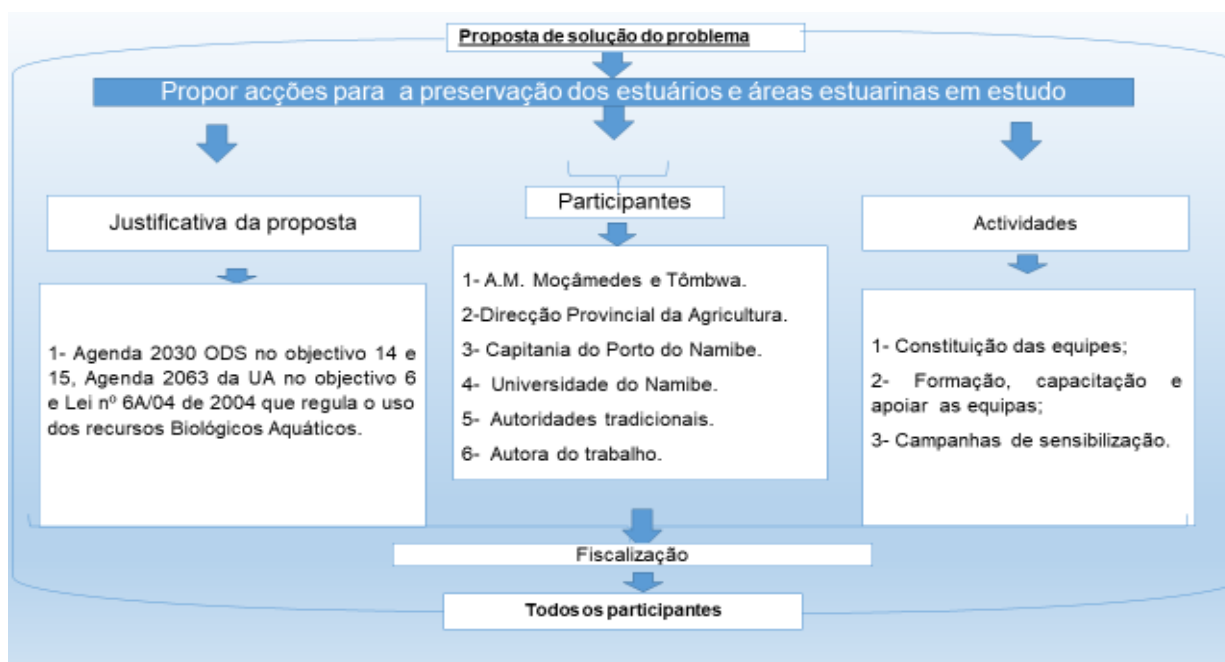 Proposta de solução do problema
Propor acções para a preservação dos estuários e áreas estuarinas em estudo
Justificativa da proposta
1- Agenda 2030 ODS no objectivo 14 e
15, Agenda 2063 da UA no objectivo 6
e Lei nº 6A/04 de 2004 que regula o uso
dos recursos Biológicos Aquáticos.
Participantes
1- A.M. Moçâmedes e Tômbwa.
2-Direcção Provincial da Agricultura.
3- Capitania do Porto do Namibe.
4- Universidade do Namibe.
5- Autoridades tradicionais.
6- Autora do trabalho.
Actividades
1- Constituição das equipes;
2- Formação, capacitação e
apoiar as equipas;
3- Campanhas de sensibilização.
Fiscalização
Todos os participantes